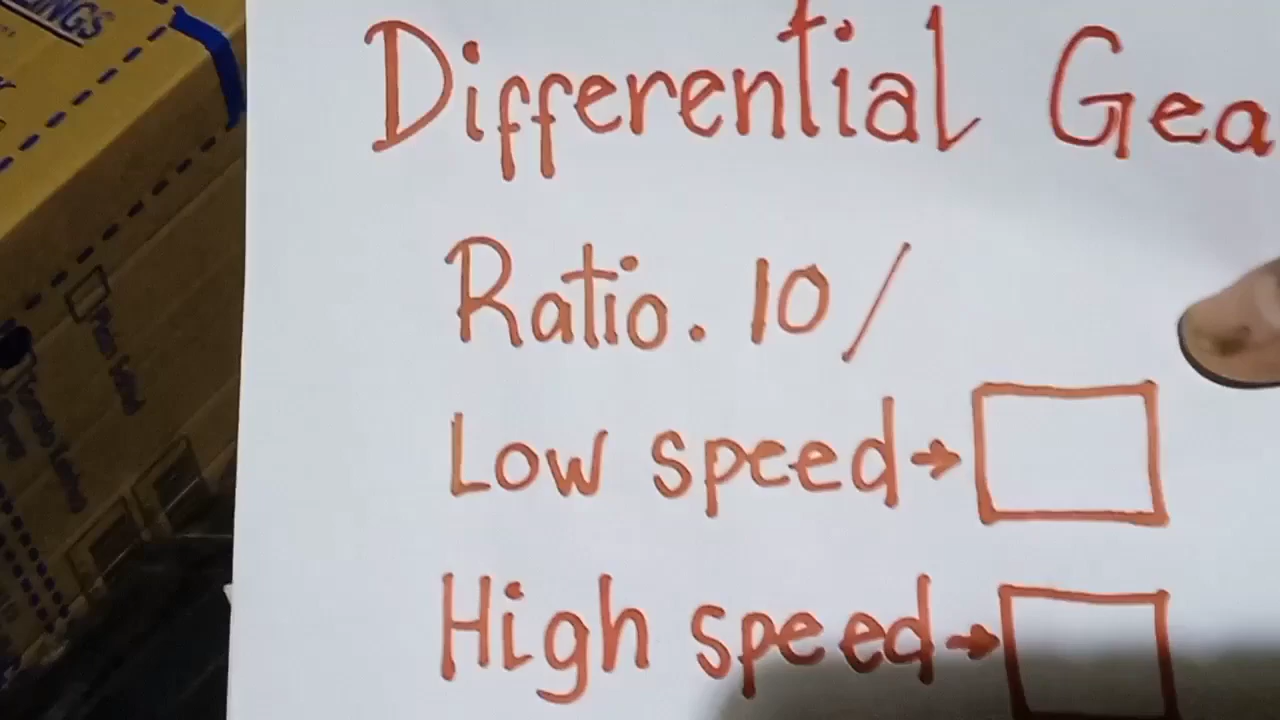 Differential Gea
Ratio. 10/
Low speed→
High speed→